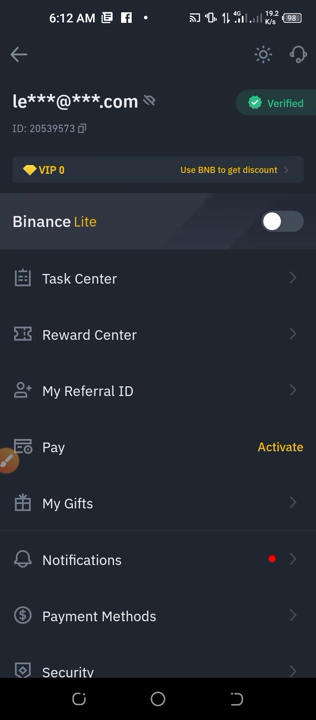 6:12 AM 4G 19.2 K/s 98
le***@***.com
Verified
ID: 20539573
VIP 0 Use BNB to get discount
Binance Lite
Task Center
Reward Center
My Referral ID
Pay Activate
My Gifts
Notifications
Payment Methods
Security